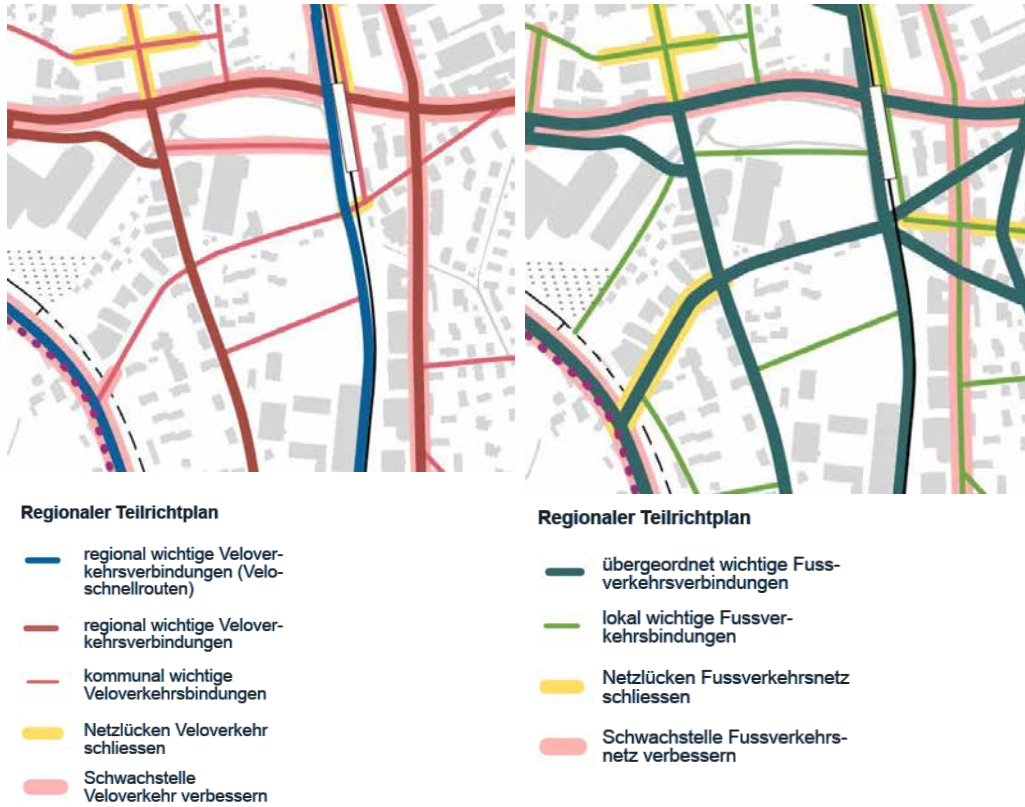 Regionaler Teilrichtplan
regional wichtige Velover-
kehrsverbindungen (Velo-
schnellrouten)
regional wichtige Velover-
kehrsverbindungen
kommunal wichtige
Veloverkehrsbindungen
Netzlücken Veloverkehr
schliessen
Schwachstelle
Veloverkehr verbessern
Regionaler Teilrichtplan
übergeordnet wichtige Fuss-
verkehrsverbindungen
lokal wichtige Fussver-
kehrsbindungen
Netzlücken Fussverkehrsnetz
schliessen
Schwachstelle Fussverkehrs-
netz verbessern